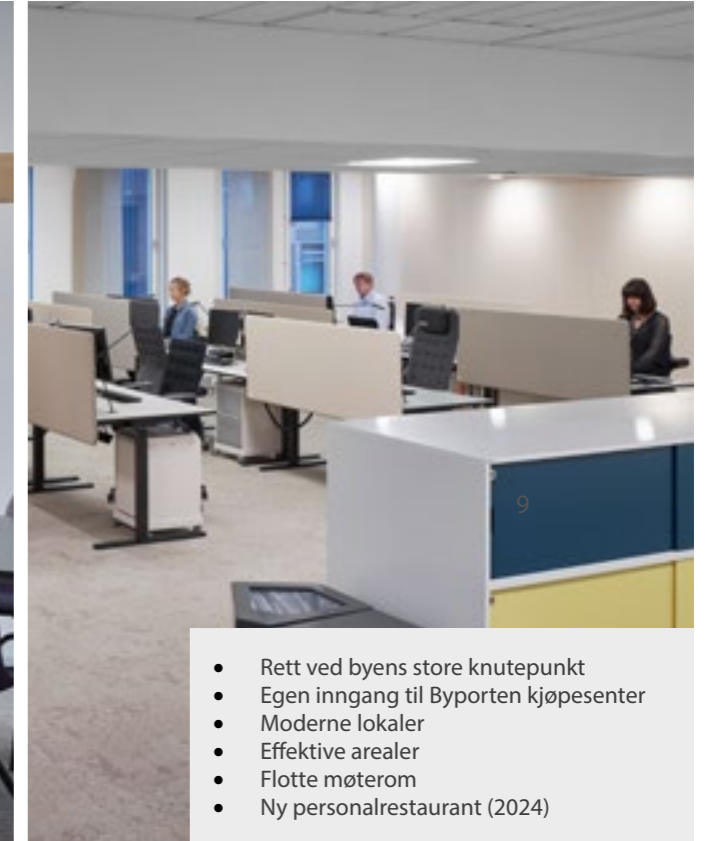 9
Rett ved byens store knutepunkt
Egen inngang til Byporten kjøpesenter
Moderne lokaler
Effektive arealer
Flotte møterom
Ny personalrestaurant (2024)